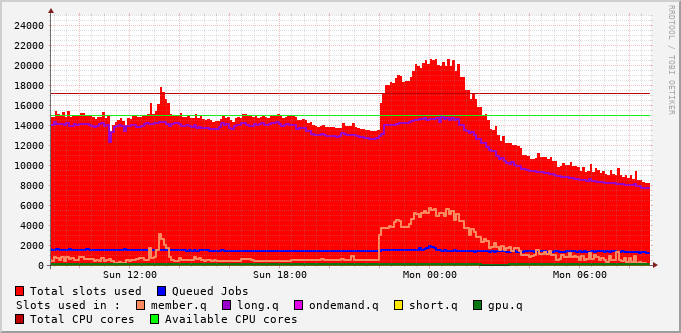 24000
22000
20000
18000
16000
14000
12000
10000
8000
6000
4000
2000
0
Sun 12:00 Sun 18:00 Mon 00:00 Mon 06:00
RRDTOOL / TOBI OETIKER
Total slots used Queued Jobs
Slots used in : member.q long.q ondemand.q short.q gpu.q
Total CPU cores Available CPU cores